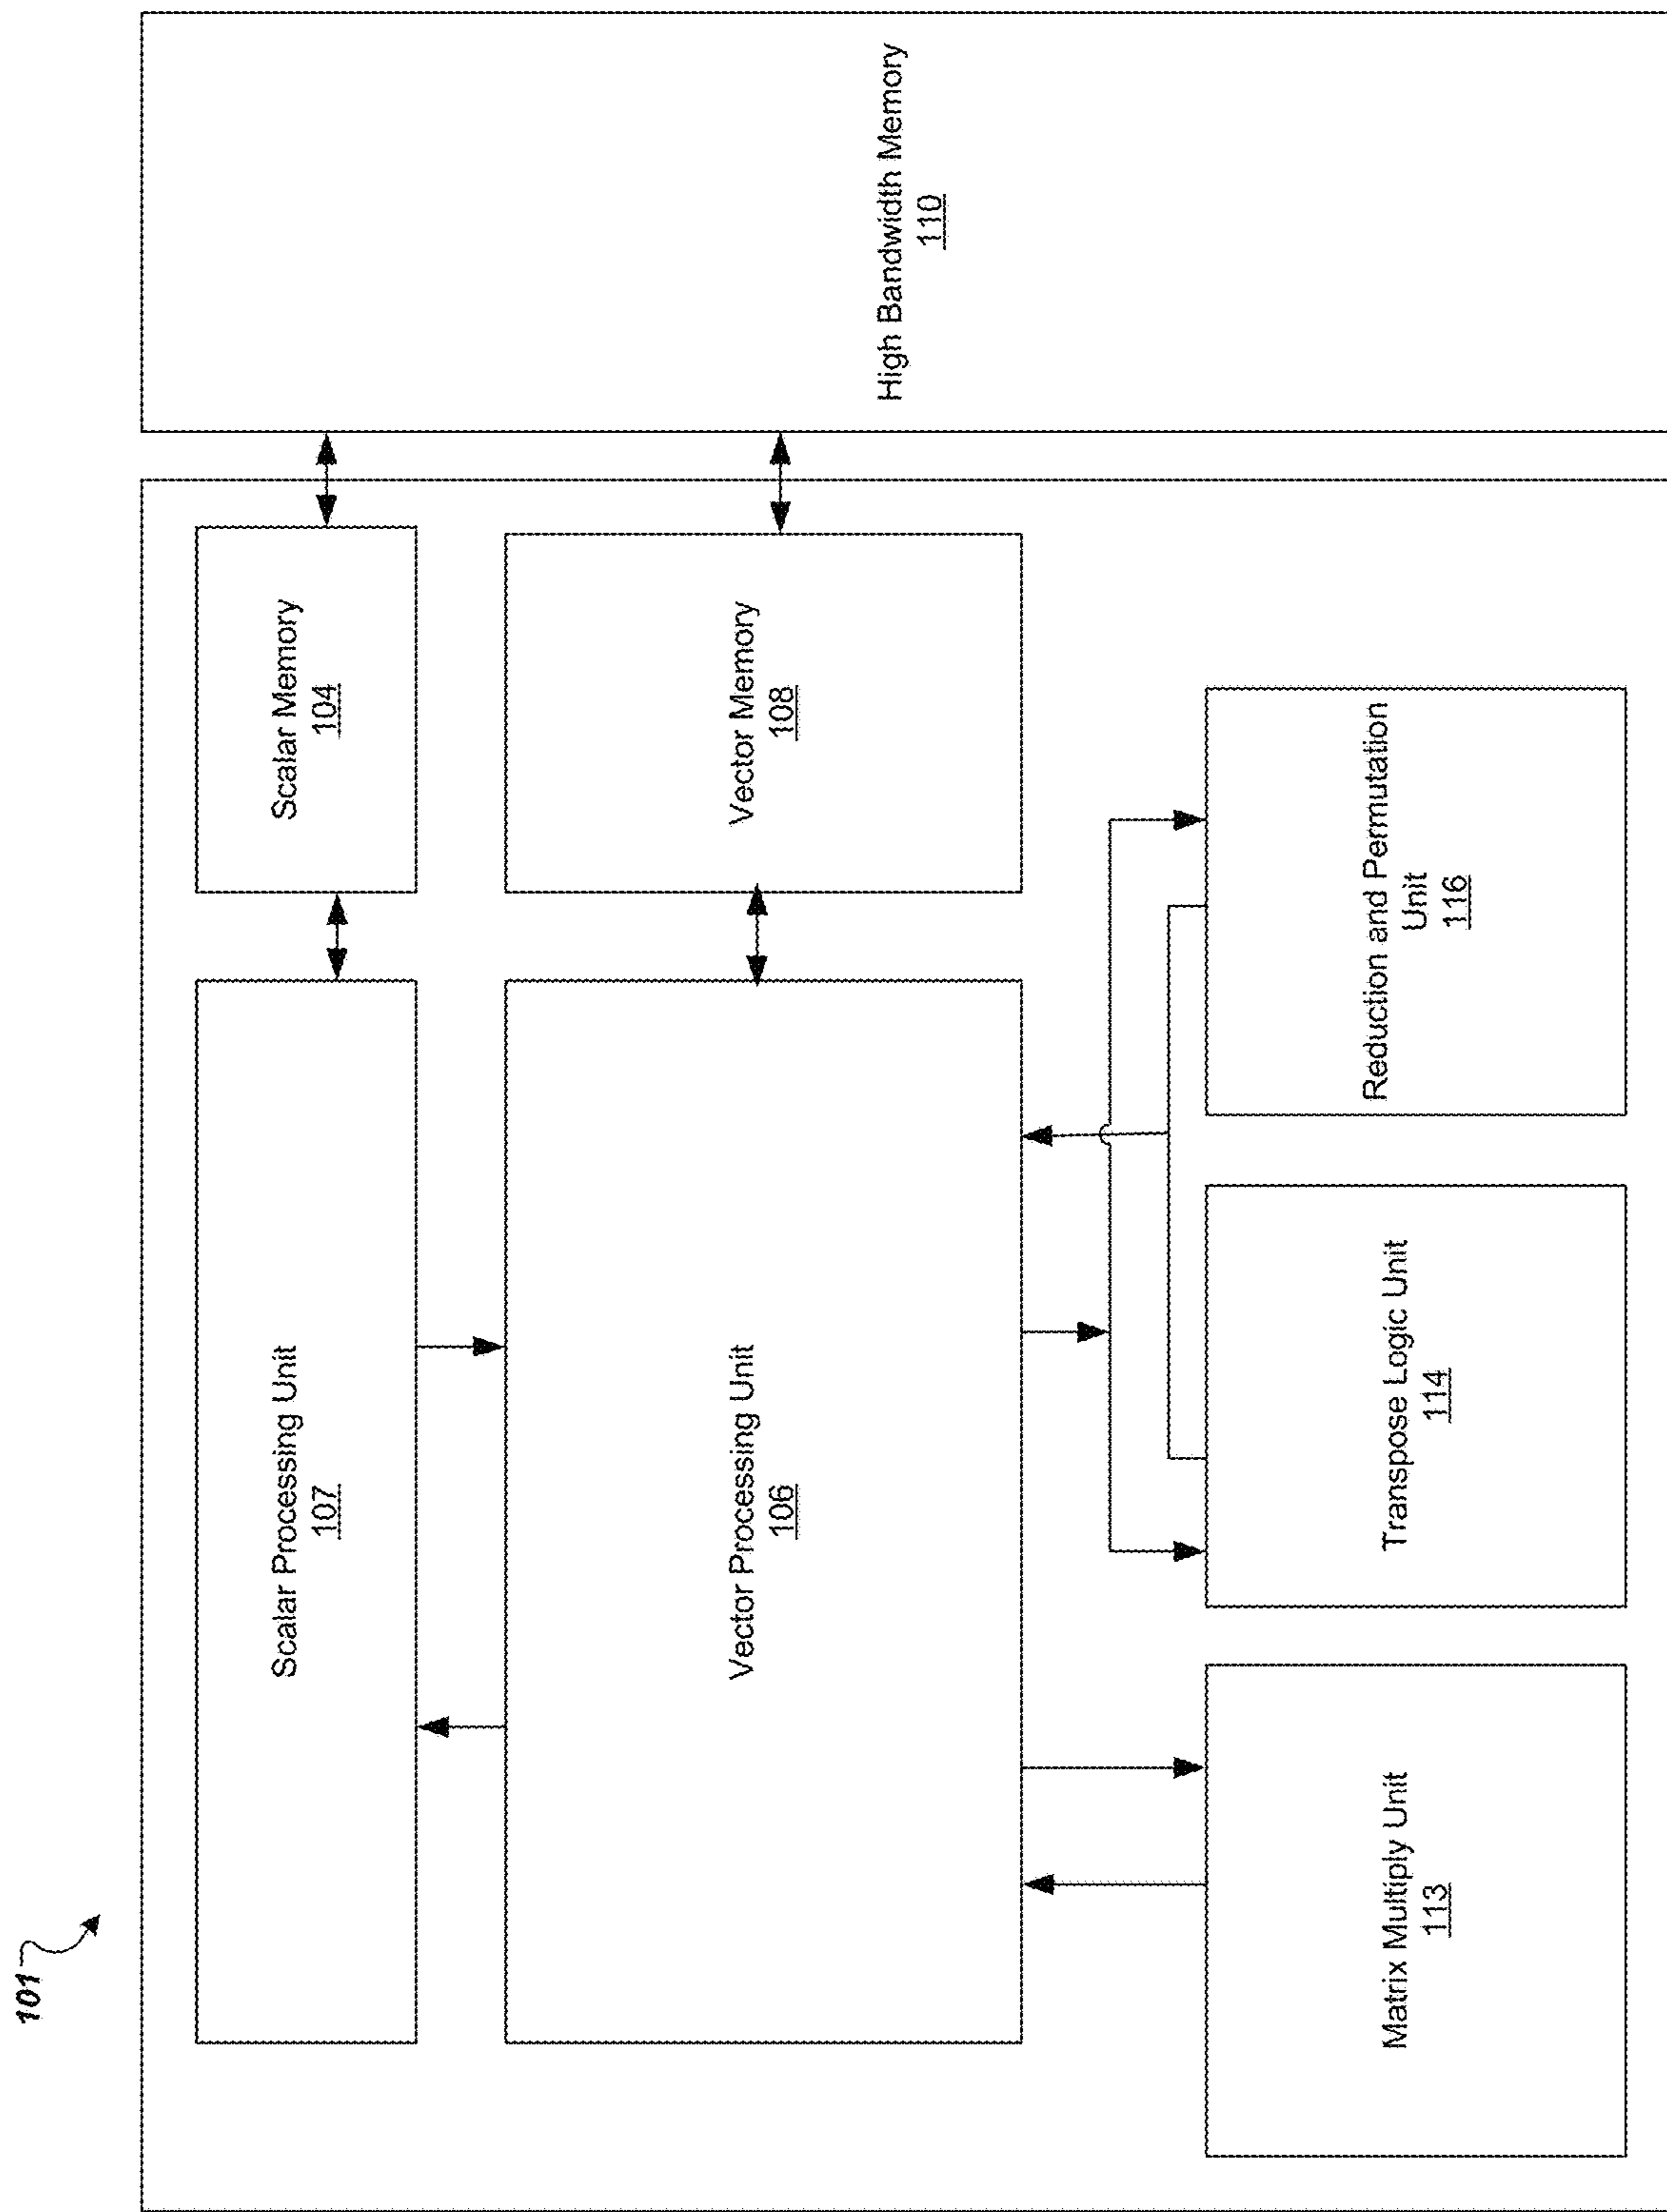 101
Scalar Processing Unit
107
Scalar Memory
104
Vector Processing Unit
106
Vector Memory
108
High Bandwidth Memory
110
Matrix Multiply Unit
113
Transpose Logic Unit
114
Reduction and Permutation
Unit
116